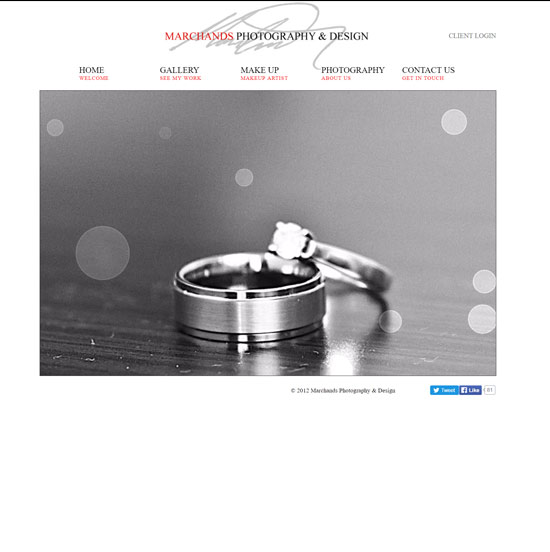 MARCHANDS PHOTOGRAPHY & DESIGN
CLIENT LOGIN
HOME
WELCOME
GALLERY
SEE MY WORK
MAKE UP
MAKEUP ARTIST
PHOTOGRAPHY
ABOUT US
CONTACT US
GET IN TOUCH
© 2012 Marchands Photography & Design
Tweet
Like